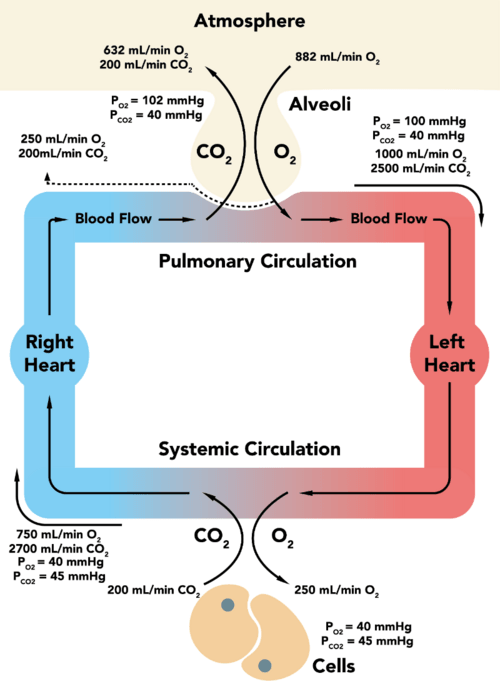 Atmosphere
632 mL/min O2
200 mL/min CO2
882 mL/min O2
PO2 = 102 mmHg
PCO2 = 40 mmHg
Alveoli
PO2 = 100 mmHg
PCO2 = 40 mmHg
1000 mL/min O2
2500 mL/min CO2
250 mL/min O2
200mL/min CO2
CO2
O2
Blood Flow
Blood Flow
Pulmonary Circulation
Right
Heart
Left
Heart
Systemic Circulation
750 mL/min O2
2700 mL/min CO2
PO2 = 40 mmHg
PCO2 = 45 mmHg
CO2
O2
200 mL/min CO2
250 mL/min O2
PO2 = 40 mmHg
PCO2 = 45 mmHg
Cells